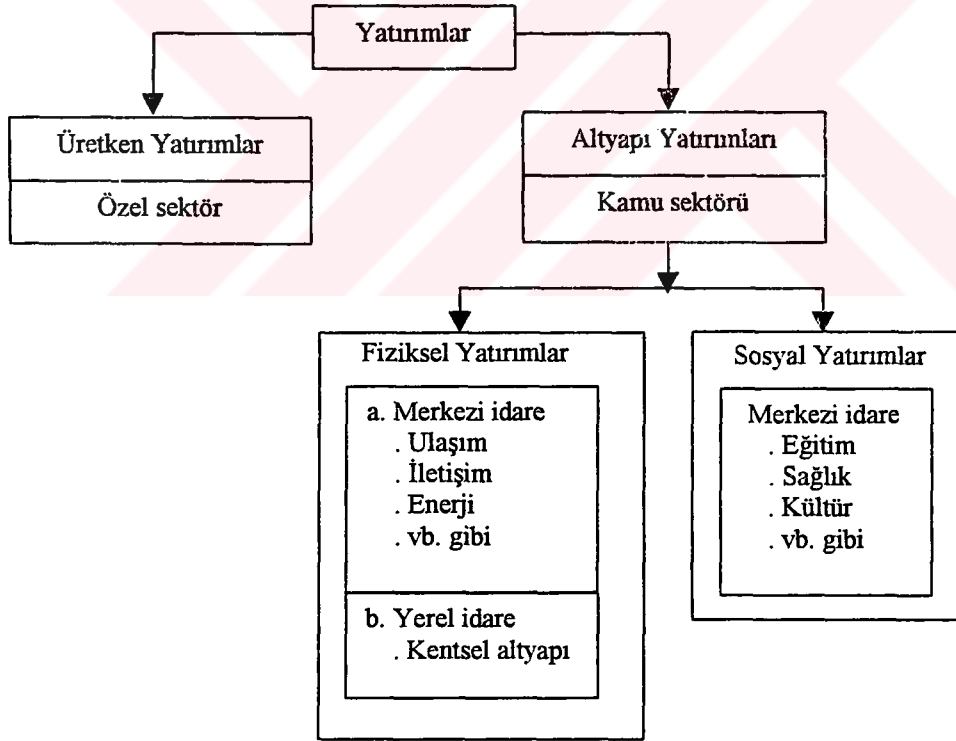 Yatırımlar
Üretken Yatırımlar
Özel sektör
Altyapı Yatırımları
Kamu sektörü
Fiziksel Yatırımlar
a. Merkezi idare
. Ulaşım
. İletişim
. Enerji
. vb. gibi
b. Yerel idare
. Kentsel altyapı
Sosyal Yatırımlar
Merkezi idare
. Eğitim
. Sağlık
. Kültür
. vb. gibi